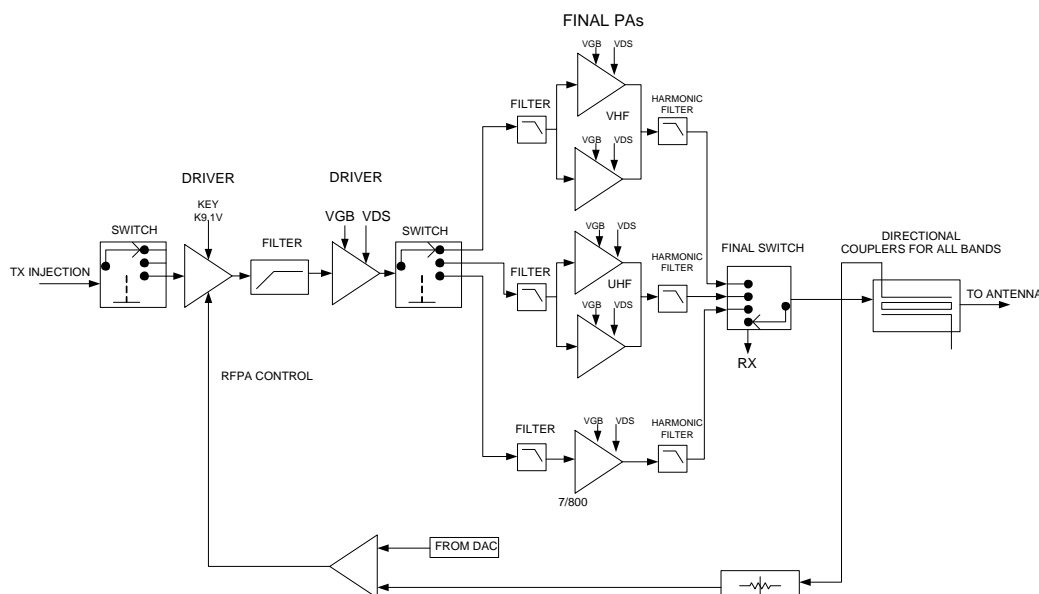 FINAL PAs
VGB
VDS
FILTER
VHF
HARMONIC
FILTER
VGB
VDS
DRIVER
KEY
K9.1V
DRIVER
VGB VDS
SWITCH
FILTER
SWITCH
TX INJECTION
VGB
VDS
FILTER
UHF
HARMONIC
FILTER
VGB
VDS
FINAL SWITCH
RX
DIRECTIONAL
COUPLERS FOR ALL BANDS
TO ANTENNA
RFPA CONTROL
VGB
VDS
FILTER
7/800
HARMONIC
FILTER
FROM DAC